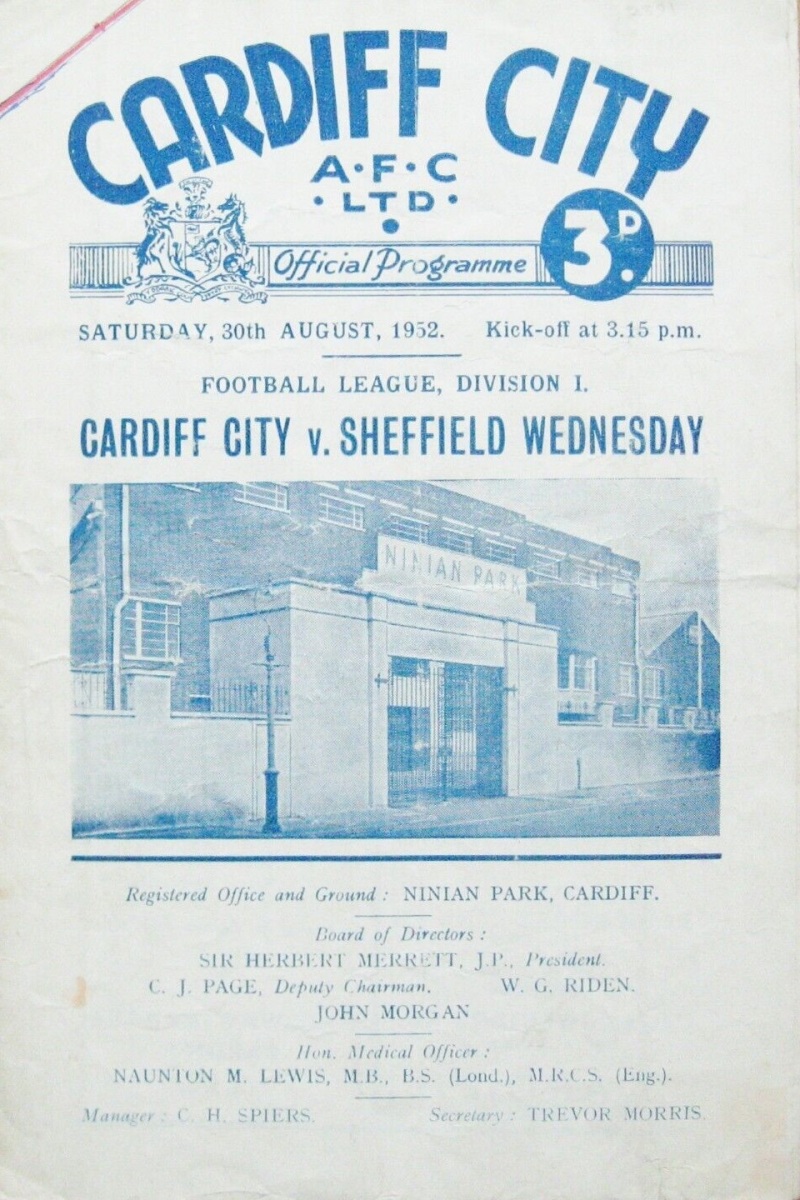 CARDIFF CITY
A·F·C
·LTD·
Official Programme
3D.
SATURDAY, 30th AUGUST, 1952. Kick-off at 3.15 p.m.
FOOTBALL LEAGUE, DIVISION I.
CARDIFF CITY v. SHEFFIELD WEDNESDAY
NINIAN PARK
Registered Office and Ground : NINIAN PARK, CARDIFF.
Board of Directors :
SIR HERBERT MERRETT, J.P., President.
C. J. PAGE, Deputy Chairman. W. G. RIDEN.
JOHN MORGAN
Hon. Medical Officer :
NAUNTON M. LEWIS, M.B., B.S. (Lond.), M.R.C.S. (Eng.).
Manager : C. H. SPIERS. Secretary : TREVOR MORRIS.